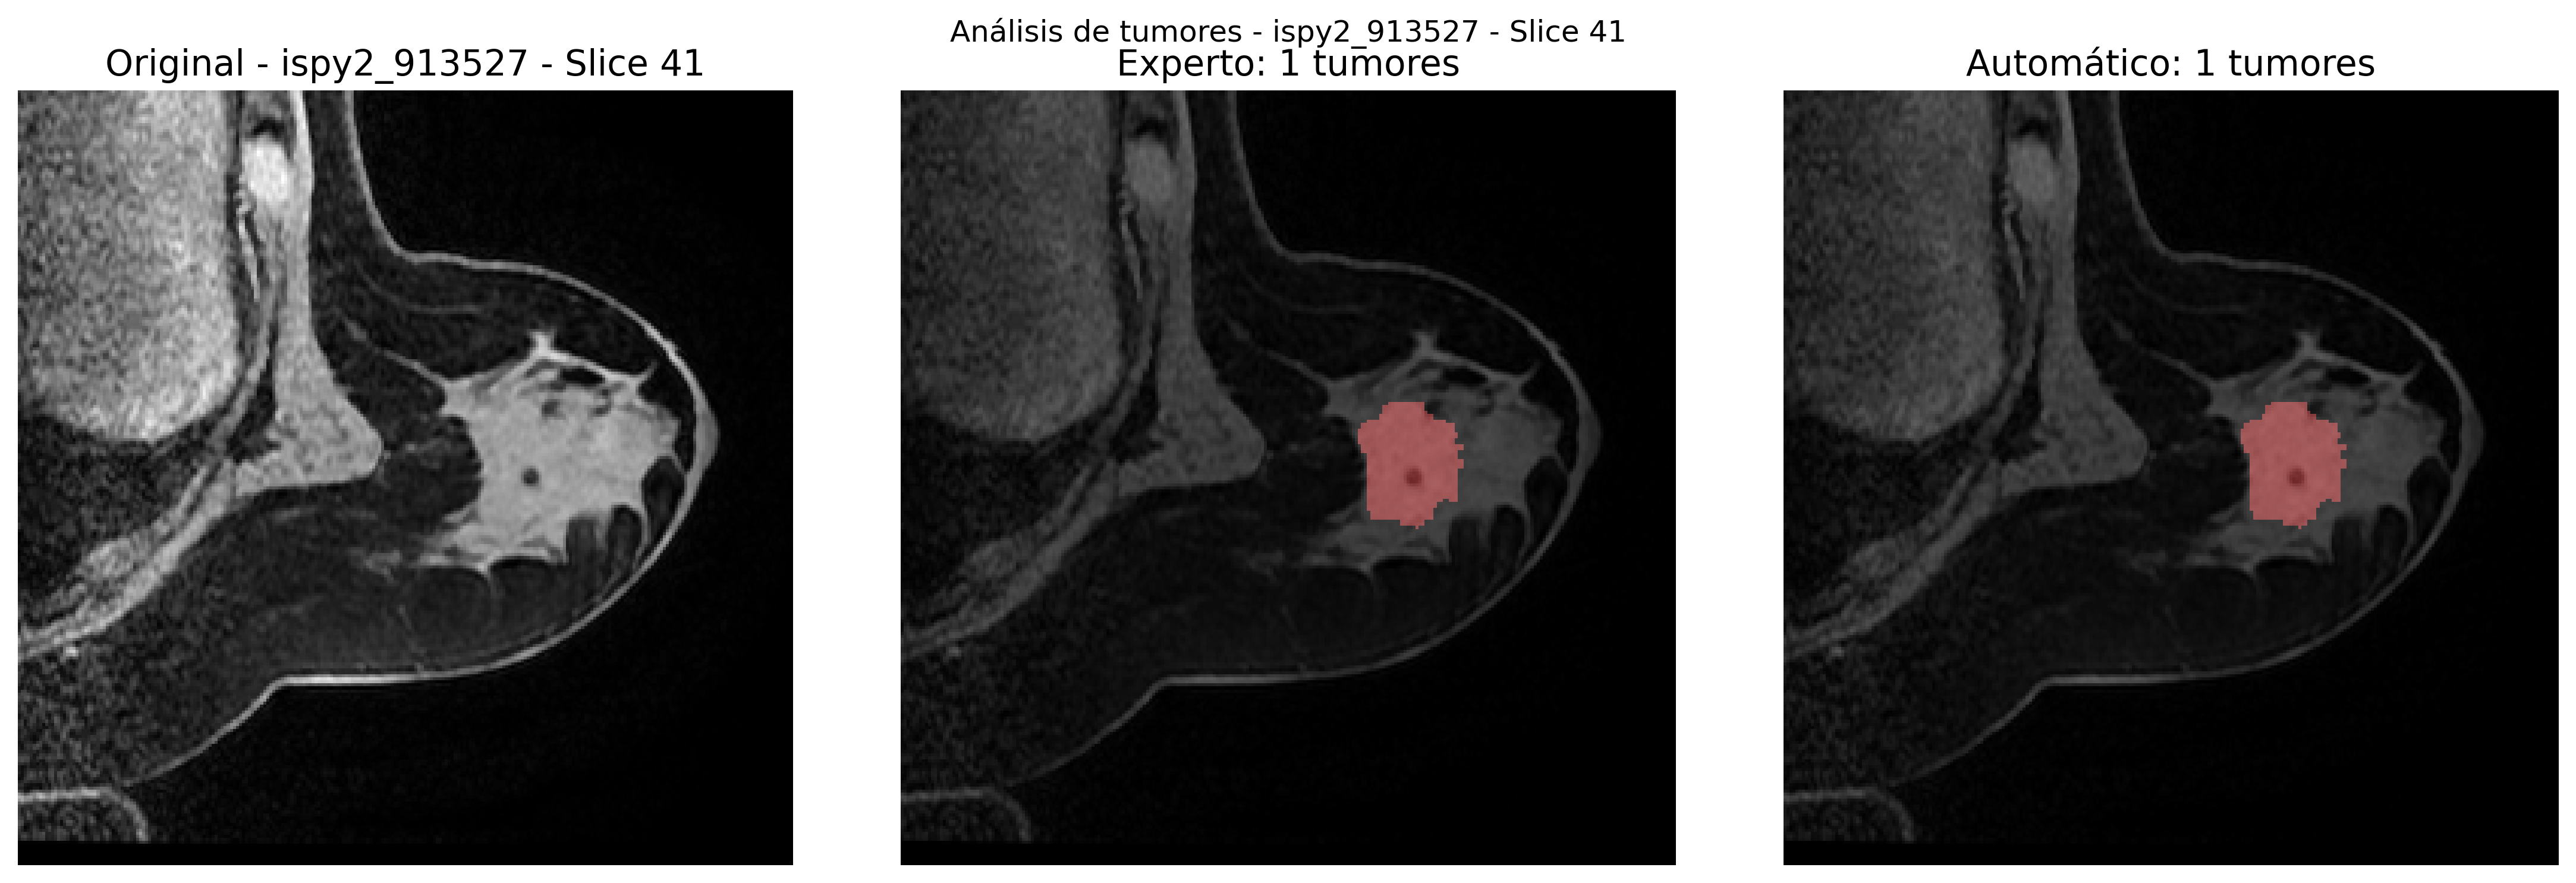 Análisis de tumores - ispy2_913527 - Slice 41
Original - ispy2_913527 - Slice 41
Experto: 1 tumores
Automático: 1 tumores